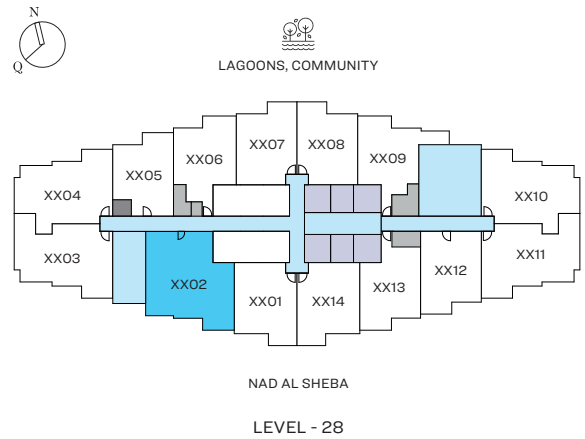 N
Q
LAGOONS, COMMUNITY
XX07 XX08
XX06 XX09
XX05
XX04 XX10
XX03 XX11
XX02 XX12
XX01 XX14 XX13
NAD AL SHEBA
LEVEL - 28